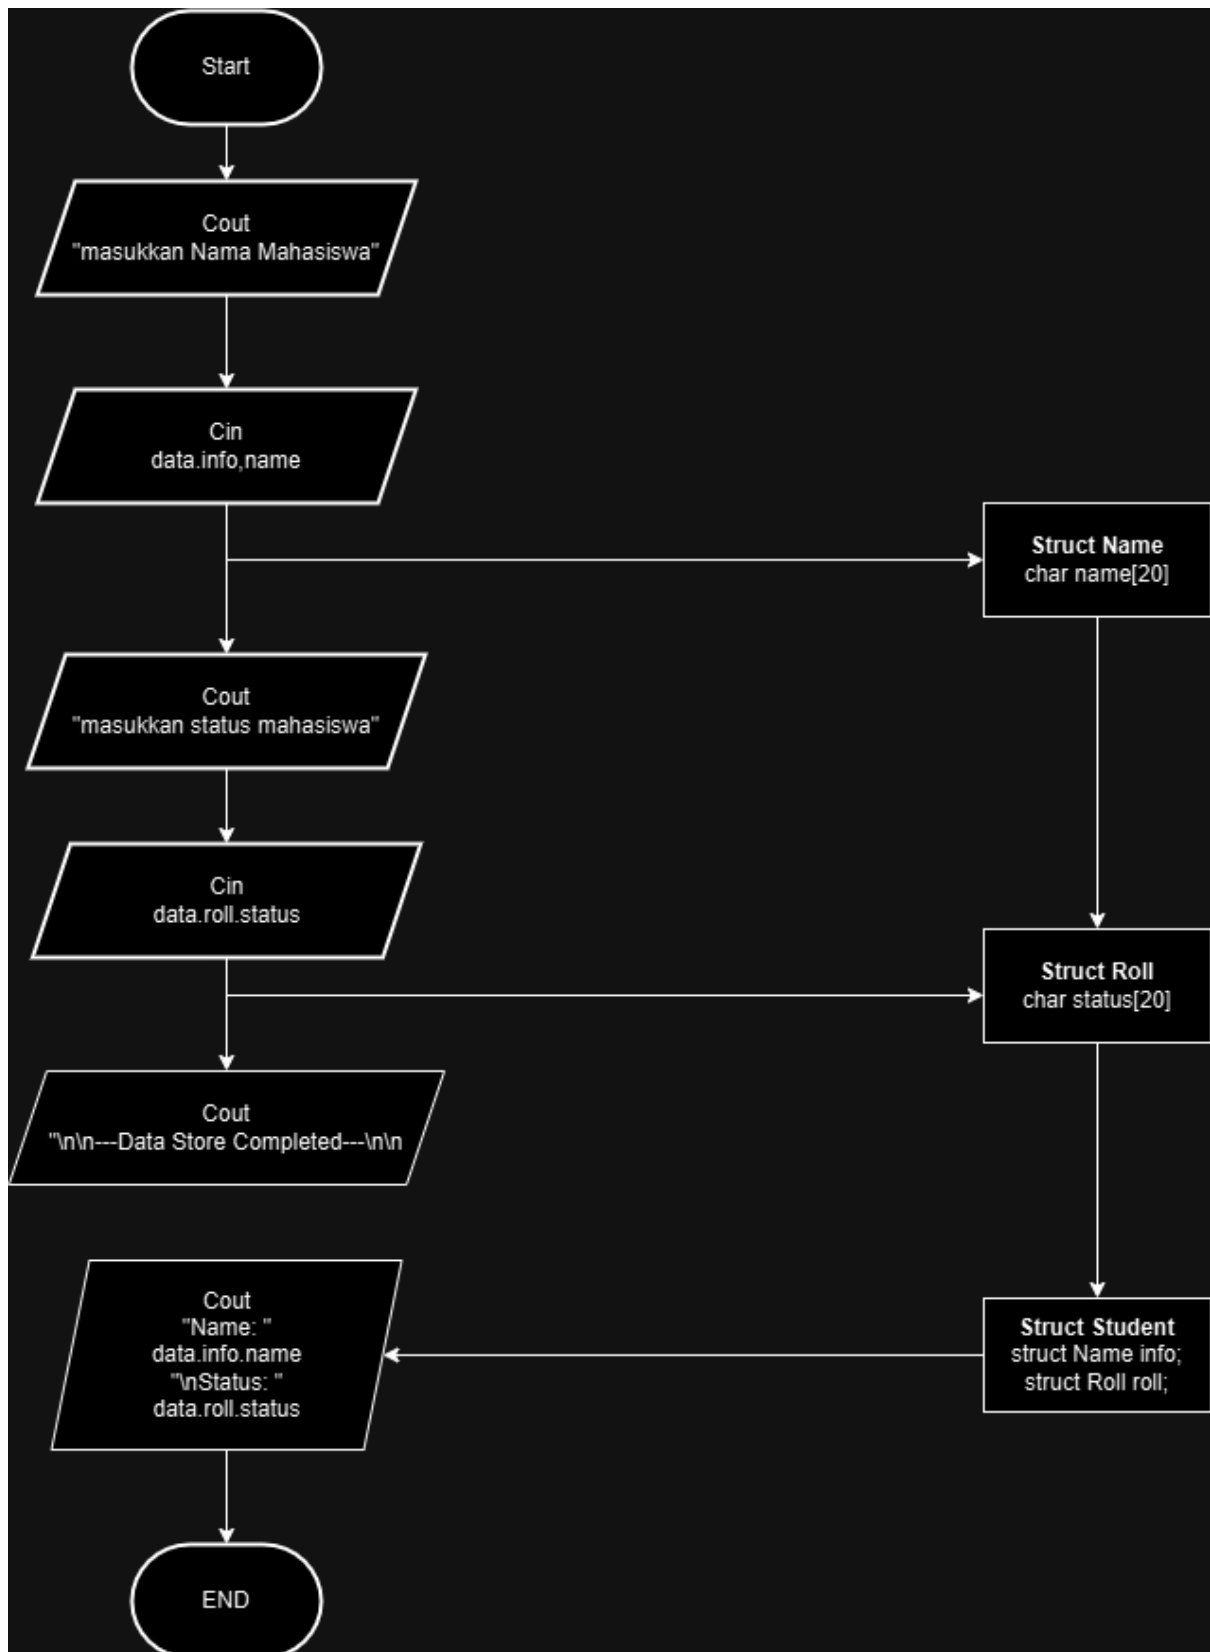 Start
Cout
"masukkan Nama Mahasiswa"
Cin
data.info,name
Struct Name
char name[20]
Cout
"masukkan status mahasiswa"
Cin
data.roll.status
Struct Roll
char status[20]
Cout
"\n\n---Data Store Completed---\n\n
Cout
"Name: "
data.info.name
"\nStatus: "
data.roll.status
Struct Student
struct Name info;
struct Roll roll;
END